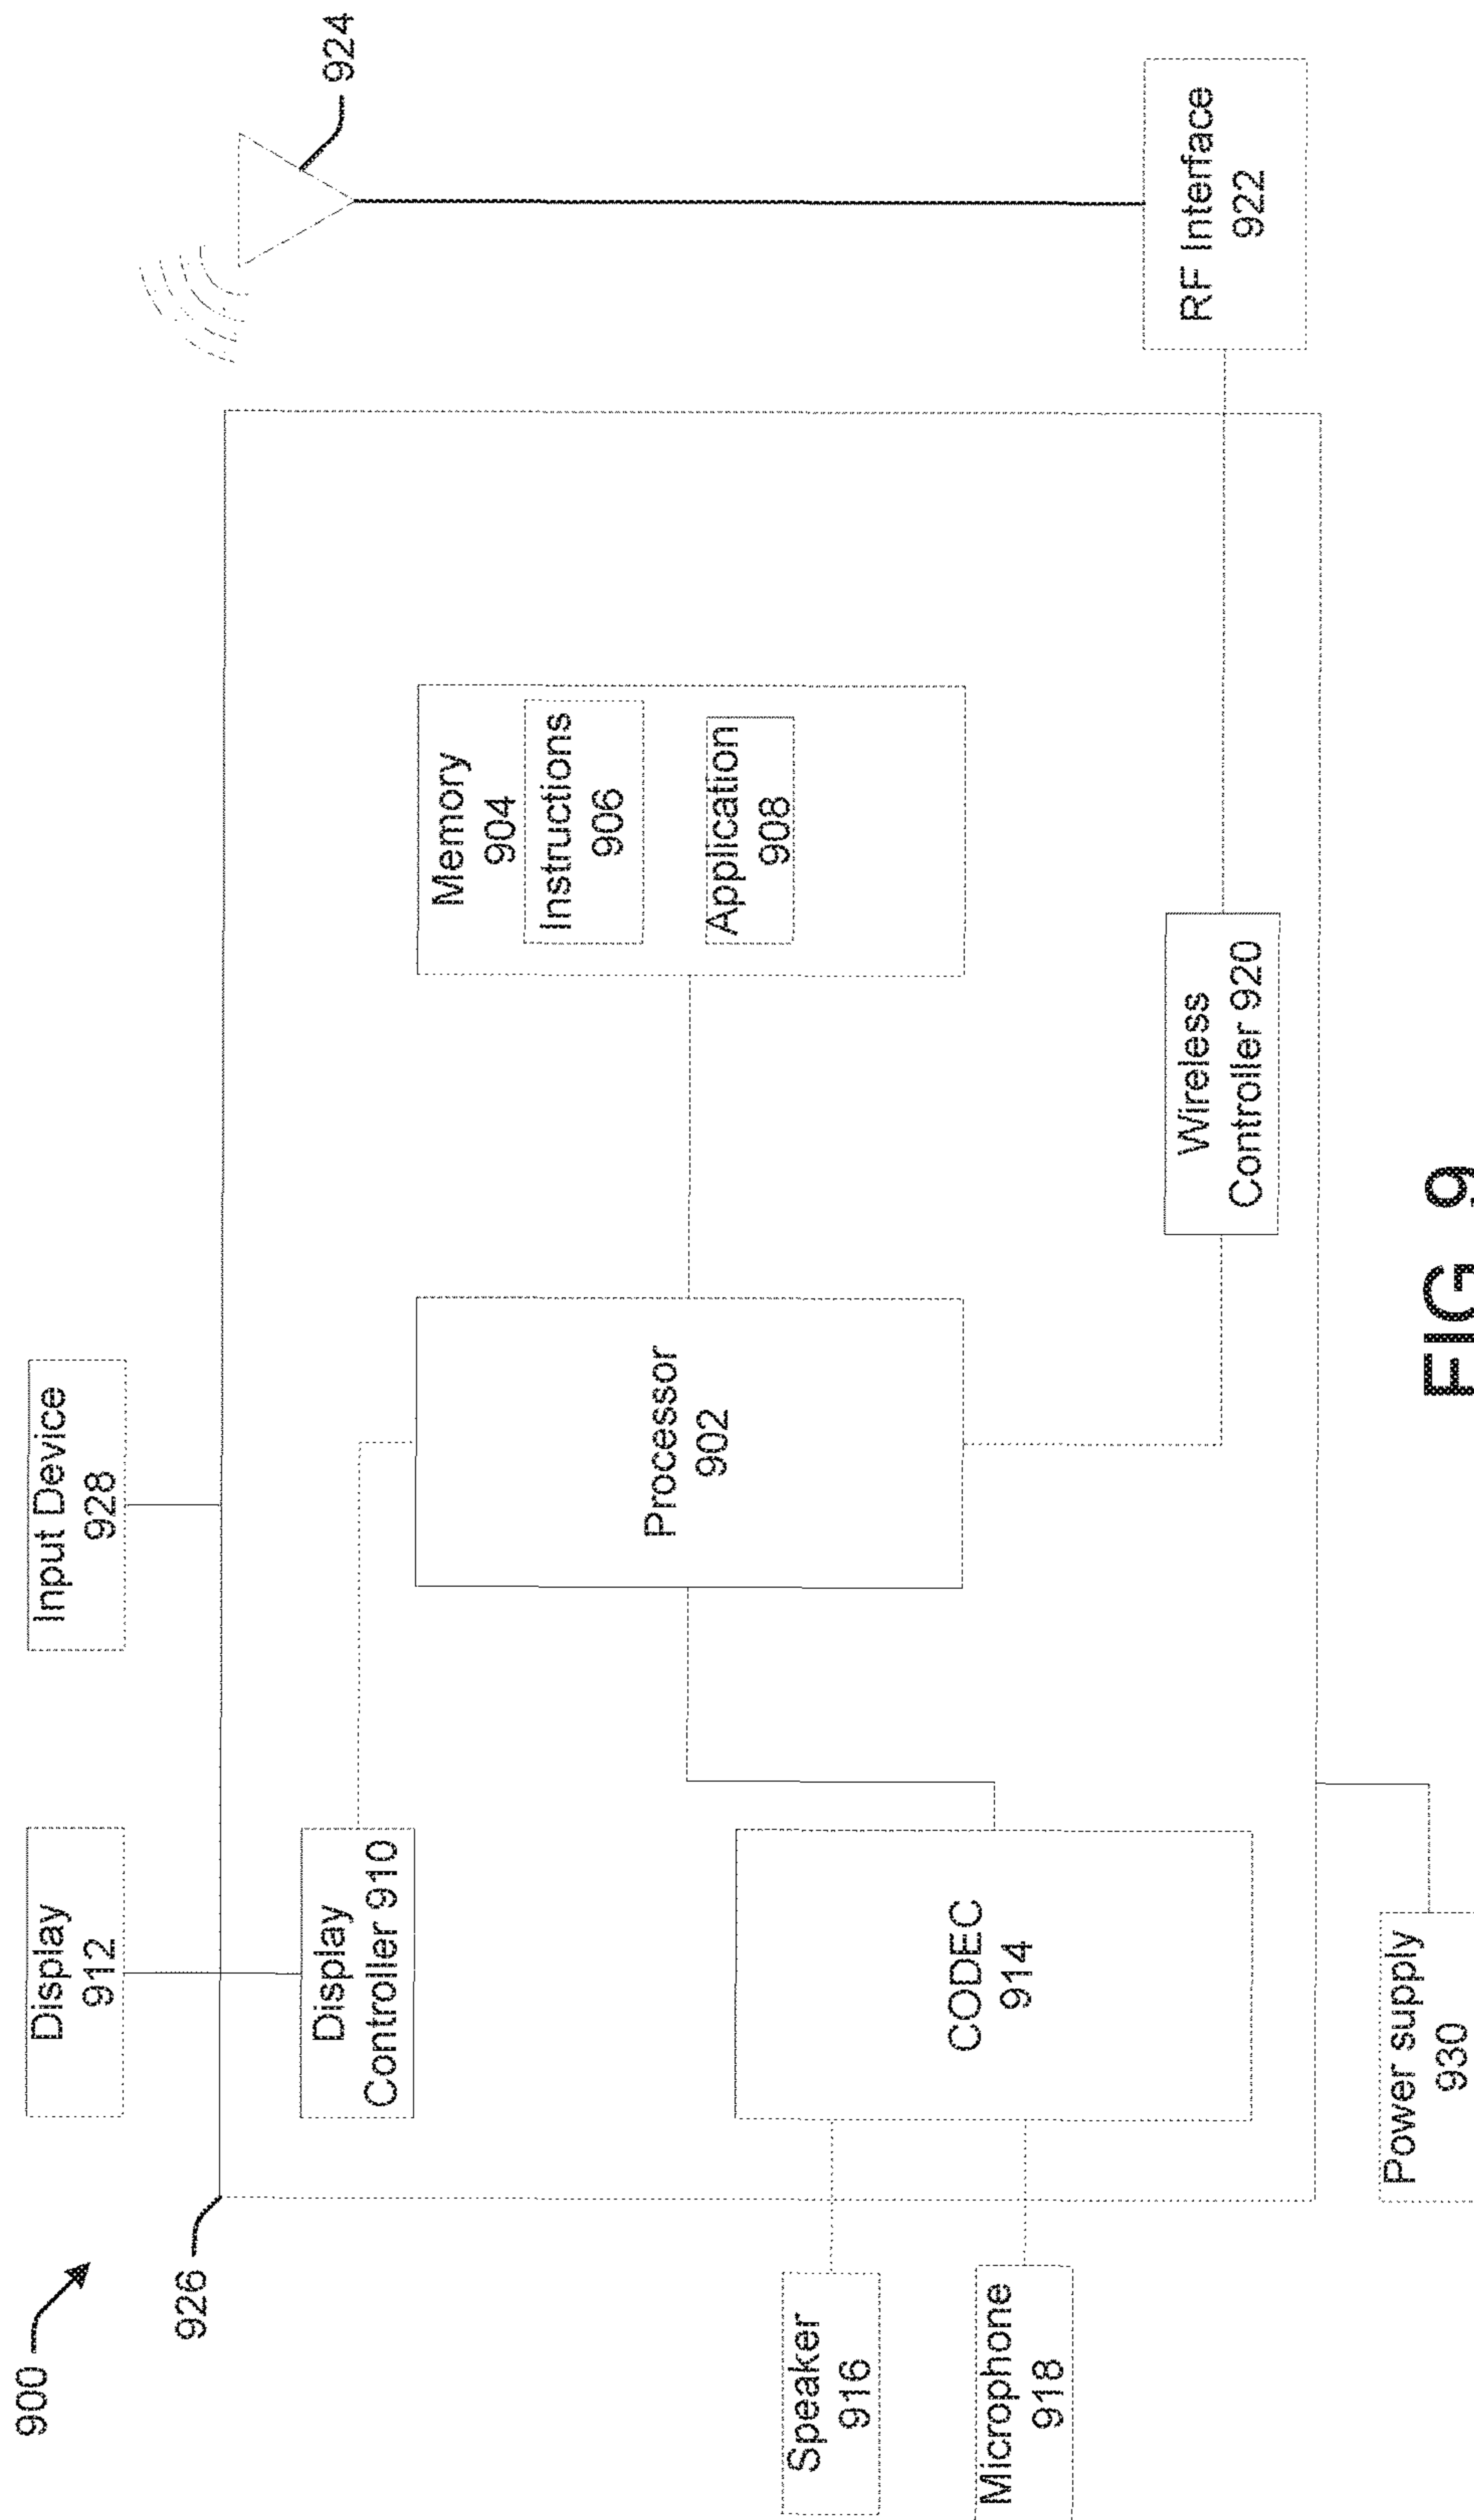 900
926
Display
912
Input Device
928
924
Display
Controller 910
Processor
902
Memory
904
Instructions
906
Application
908
Speaker
916
Microphone
918
CODEC
914
Wireless
Controller 920
RF Interface
922
Power supply
930
FIG 9